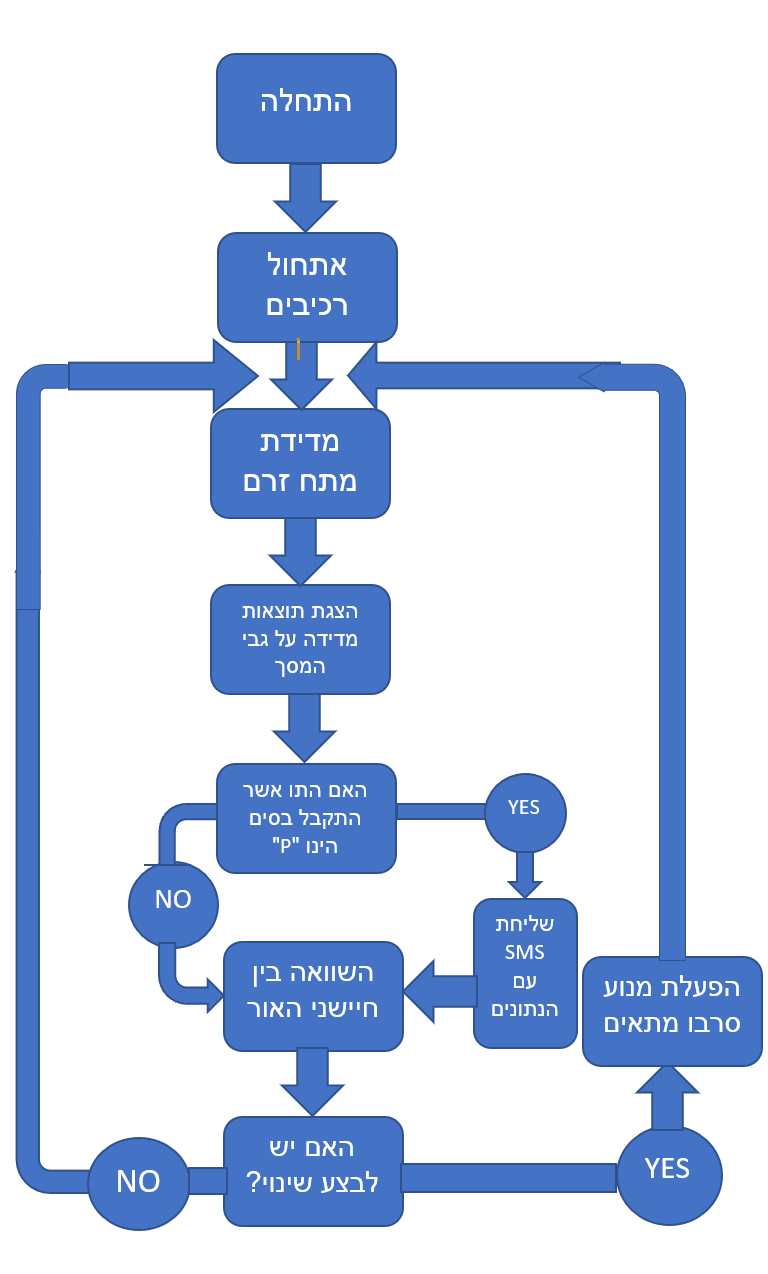 התחלה
אתחול
רכיבים
מדידת
מתח זרם
הצגת תוצאות
מדידה על גבי
המסך
האם התו אשר
התקבל בסים
הינו "P"
YES
NO
שליחת
SMS
עם
הנתונים
השוואה בין
חיישני האור
הפעלת מנוע
סרבו מתאים
האם יש
לבצע שינוי?
YES
NO